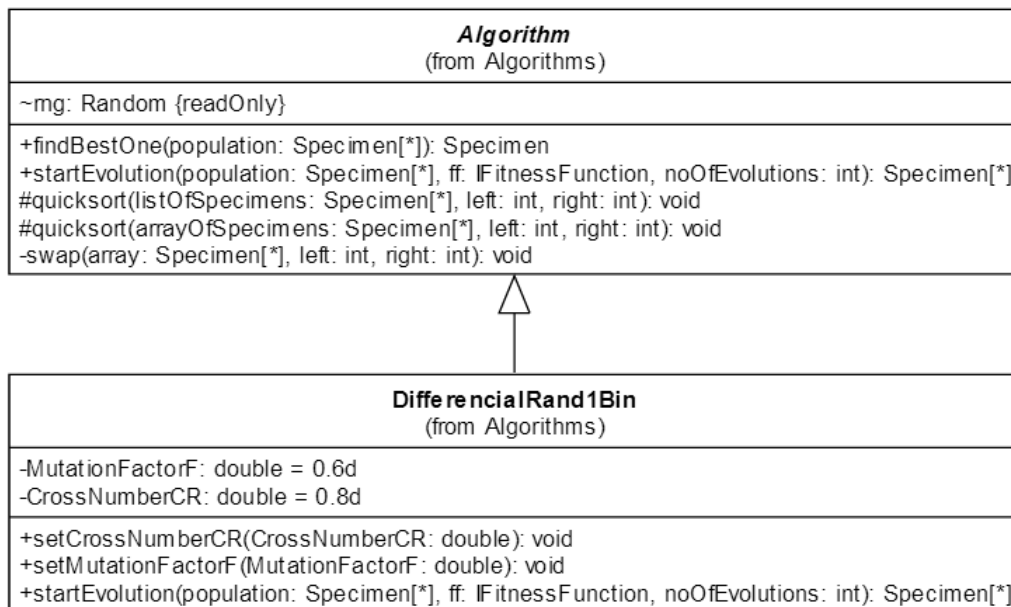 Algorithm
(from Algorithms)
~rng: Random {readOnly}
+findBestOne(population: Specimen[*]): Specimen
+startEvolution(population: Specimen[*], ff: IFitnessFunction, noOfEvolutions: int): Specimen[*]
#quicksort(listOfSpecimens: Specimen[*], left: int, right: int): void
#quicksort(arrayOfSpecimens: Specimen[*], left: int, right: int): void
-swap(array: Specimen[*], left: int, right: int): void
DifferencialRand1Bin
(from Algorithms)
-MutationFactorF: double = 0.6d
-CrossNumberCR: double = 0.8d
+setCrossNumberCR(CrossNumberCR: double): void
+setMutationFactorF(MutationFactorF: double): void
+startEvolution(population: Specimen[*], ff: IFitnessFunction, noOfEvolutions: int): Specimen[*]